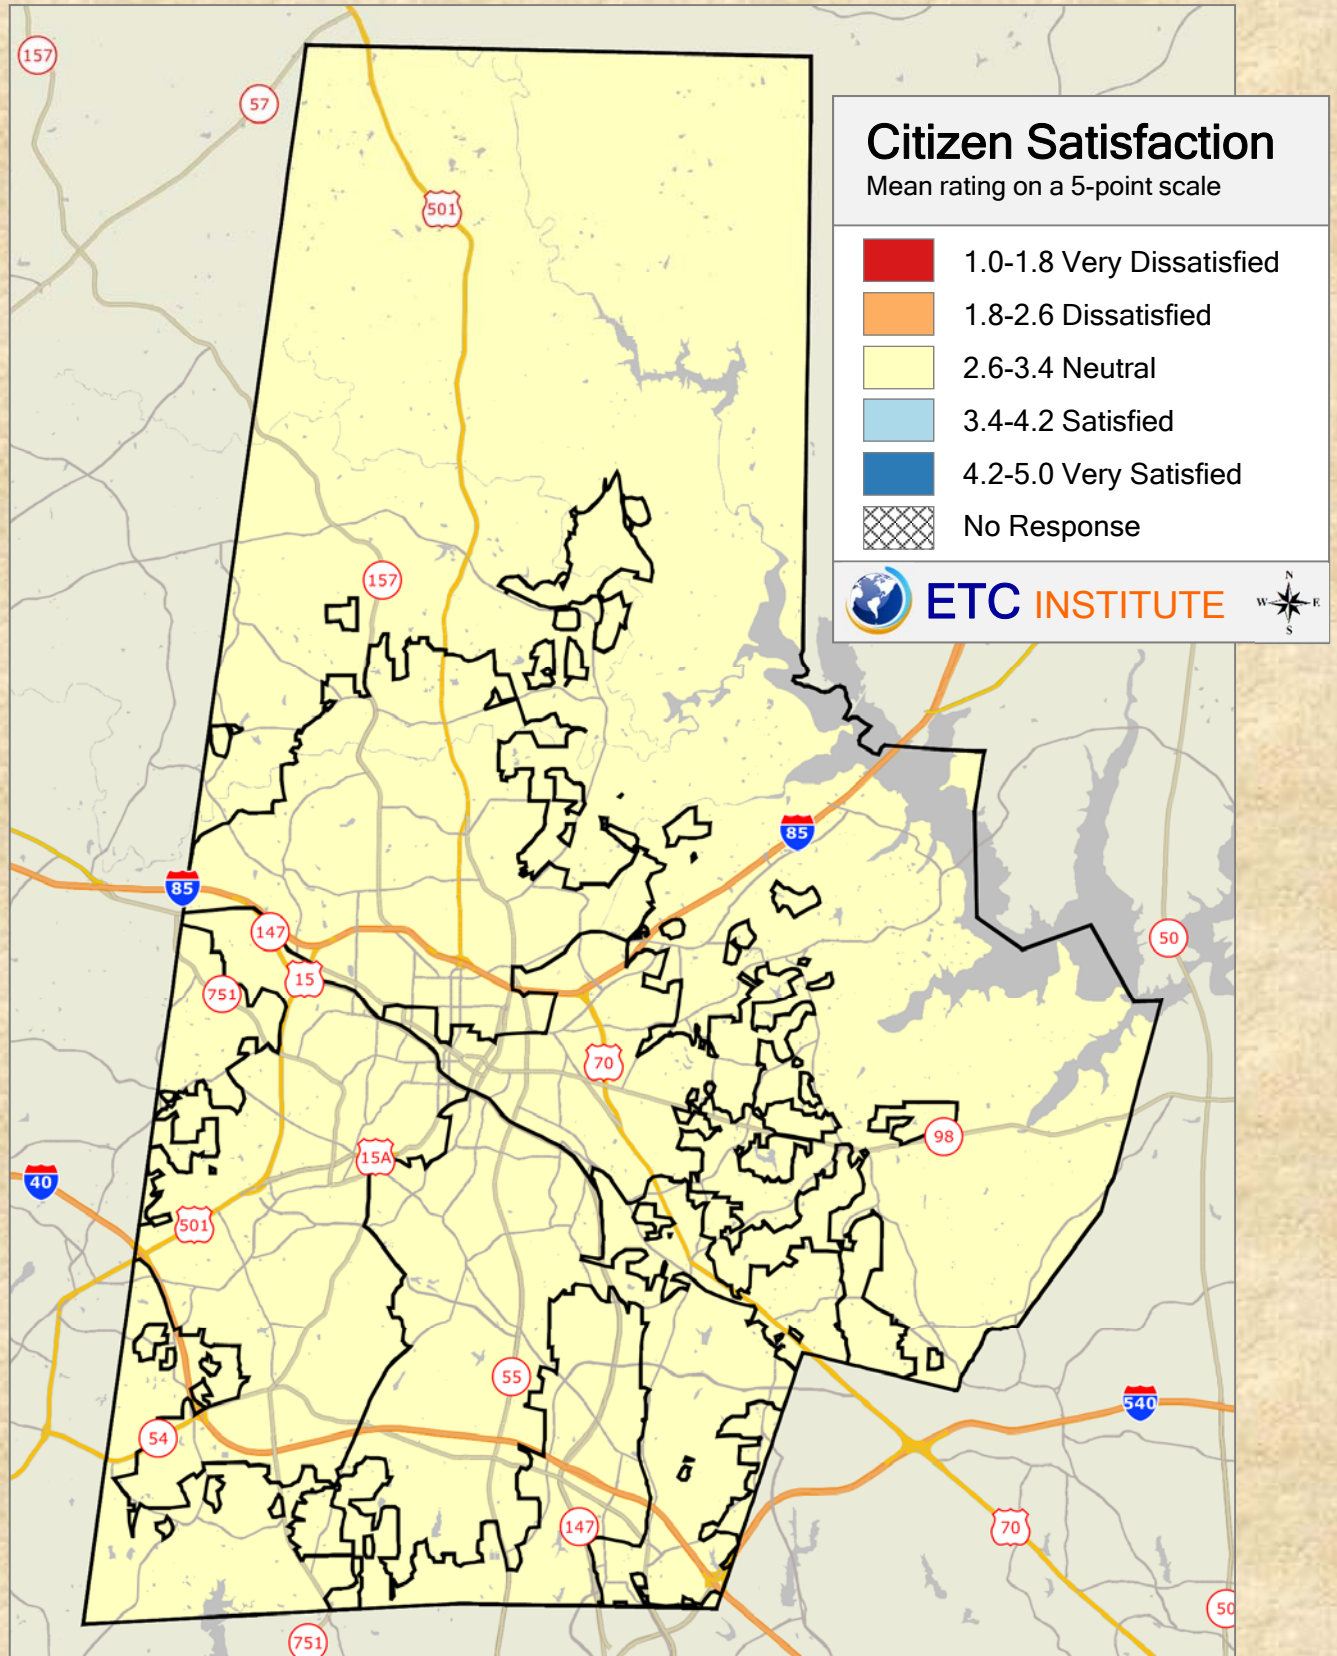 157
57
501
Citizen Satisfaction
Mean rating on a 5-point scale
1.0-1.8 Very Dissatisfied
1.8-2.6 Dissatisfied
2.6-3.4 Neutral
3.4-4.2 Satisfied
4.2-5.0 Very Satisfied
No Response
ETC INSTITUTE
N
W E
S
157
85
85
147
50
15
751
70
98
15A
40
501
55
540
54
147
70
50
751